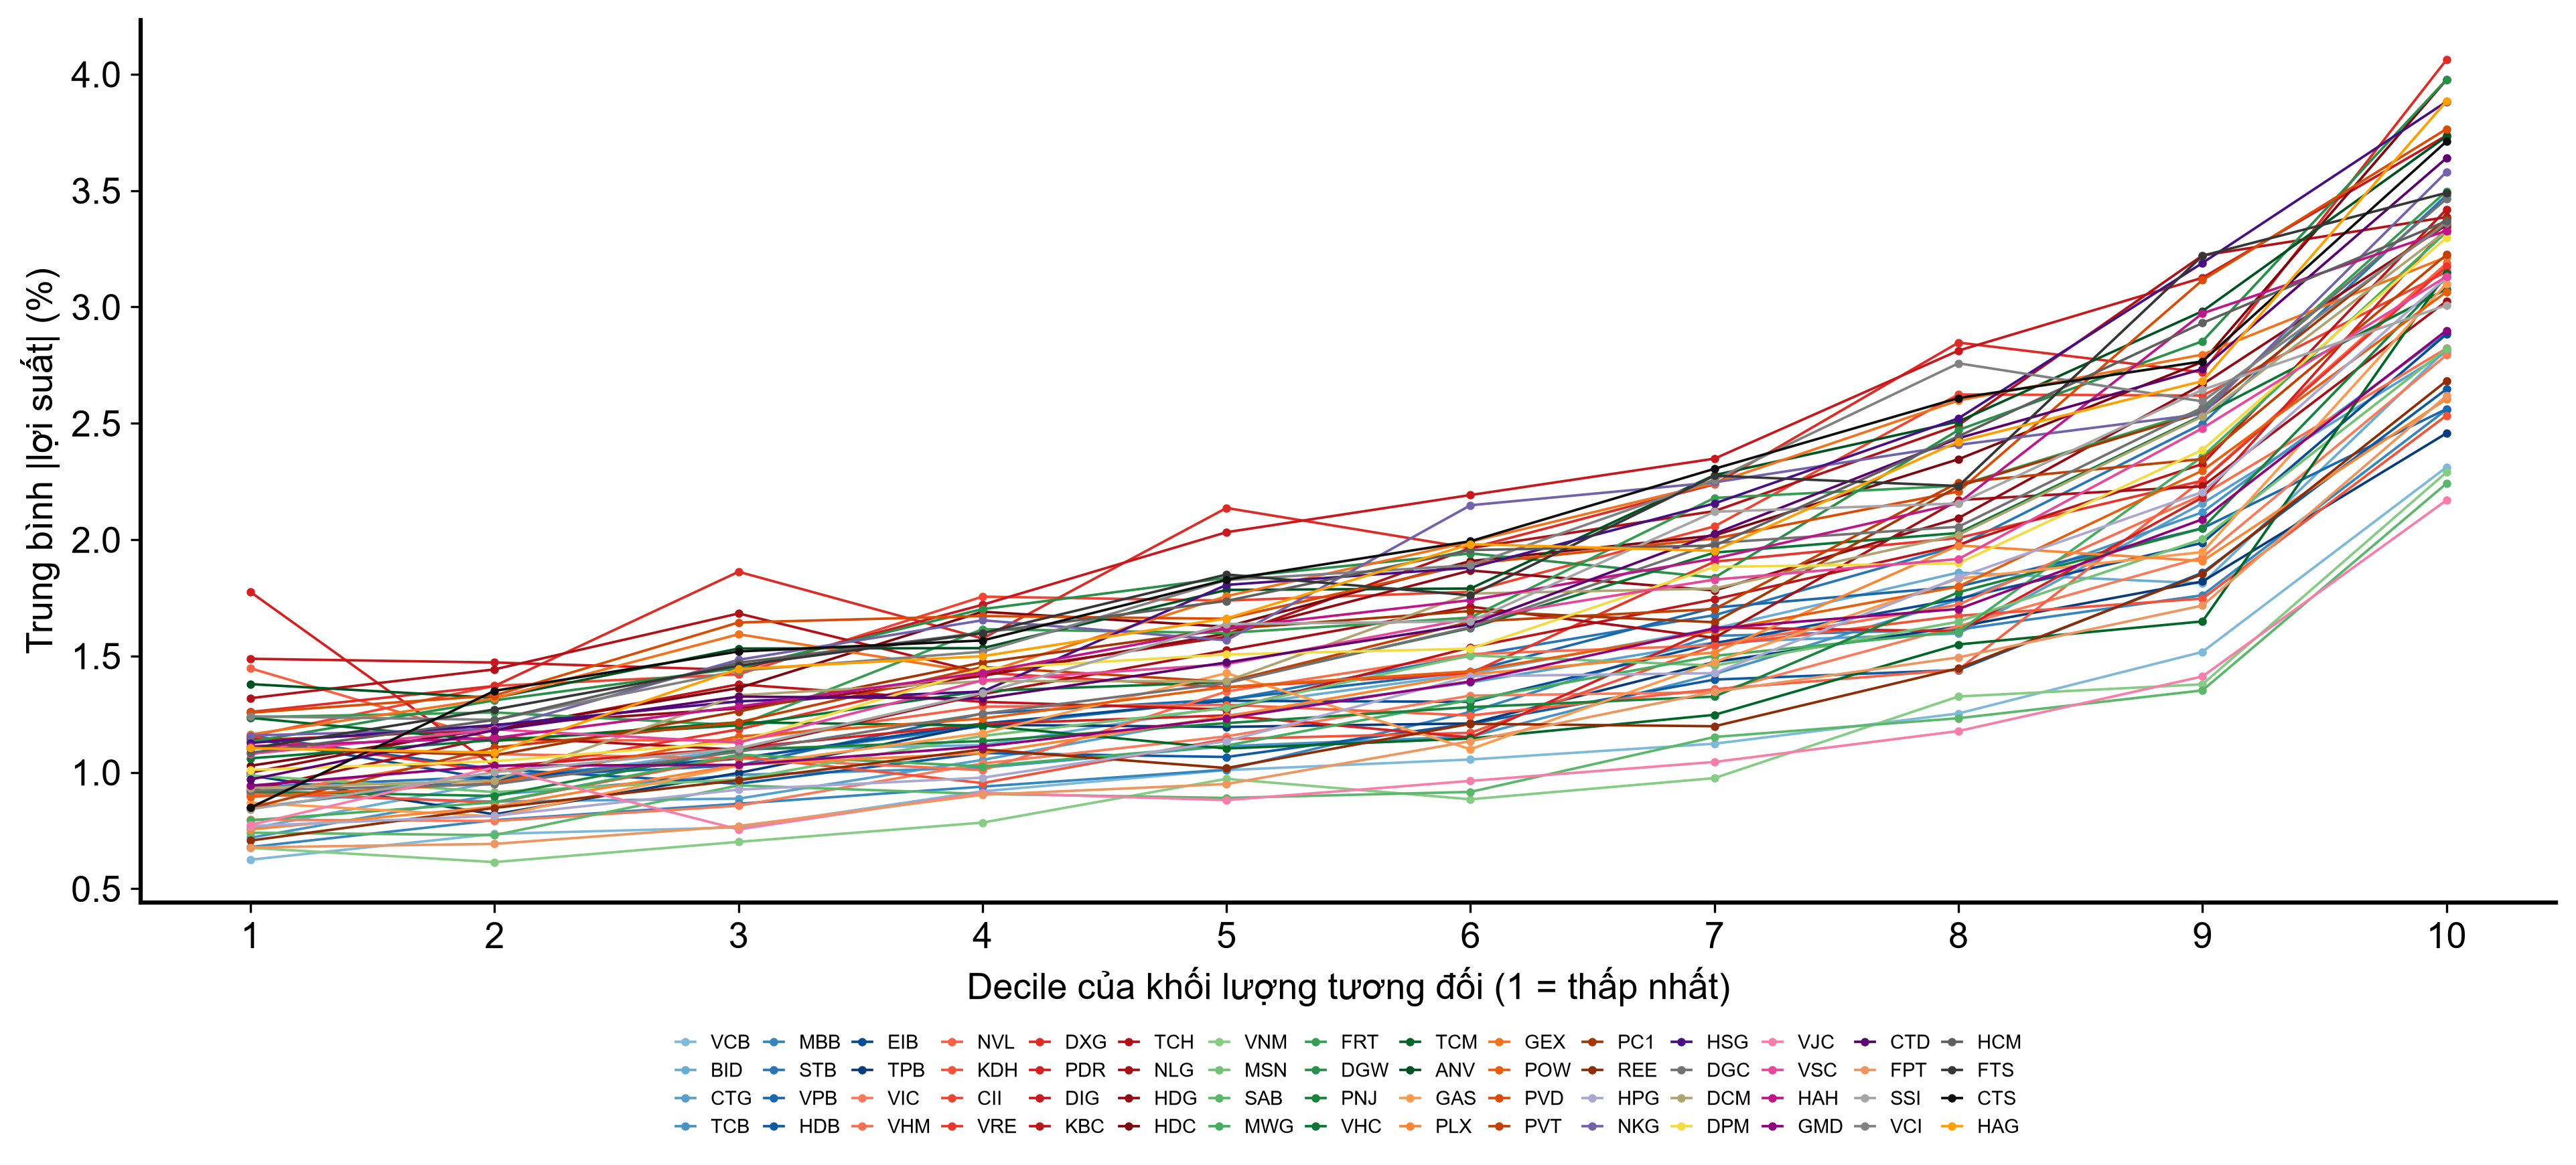 Trung bình |lợi suất| (%)
4.0
3.5
3.0
2.5
2.0
1.5
1.0
0.5
1 2 3 4 5 6 7 8 9 10
Decile của khối lượng tương đối (1 = thấp nhất)
VCB MBB EIB NVL DXG TCH VNM FRT TCM GEX PC1 HSG VJC CTD HCM
BID STB TPB KDH PDR NLG MSN DGW ANV POW REE DGC VSC FPT FTS
CTG VPB VIC CII DIG HDG SAB PNJ GAS PVD HPG DCM HAH SSI CTS
TCB HDB VHM VRE KBC HDC MWG VHC PLX PVT NKG DPM GMD VCI HAG